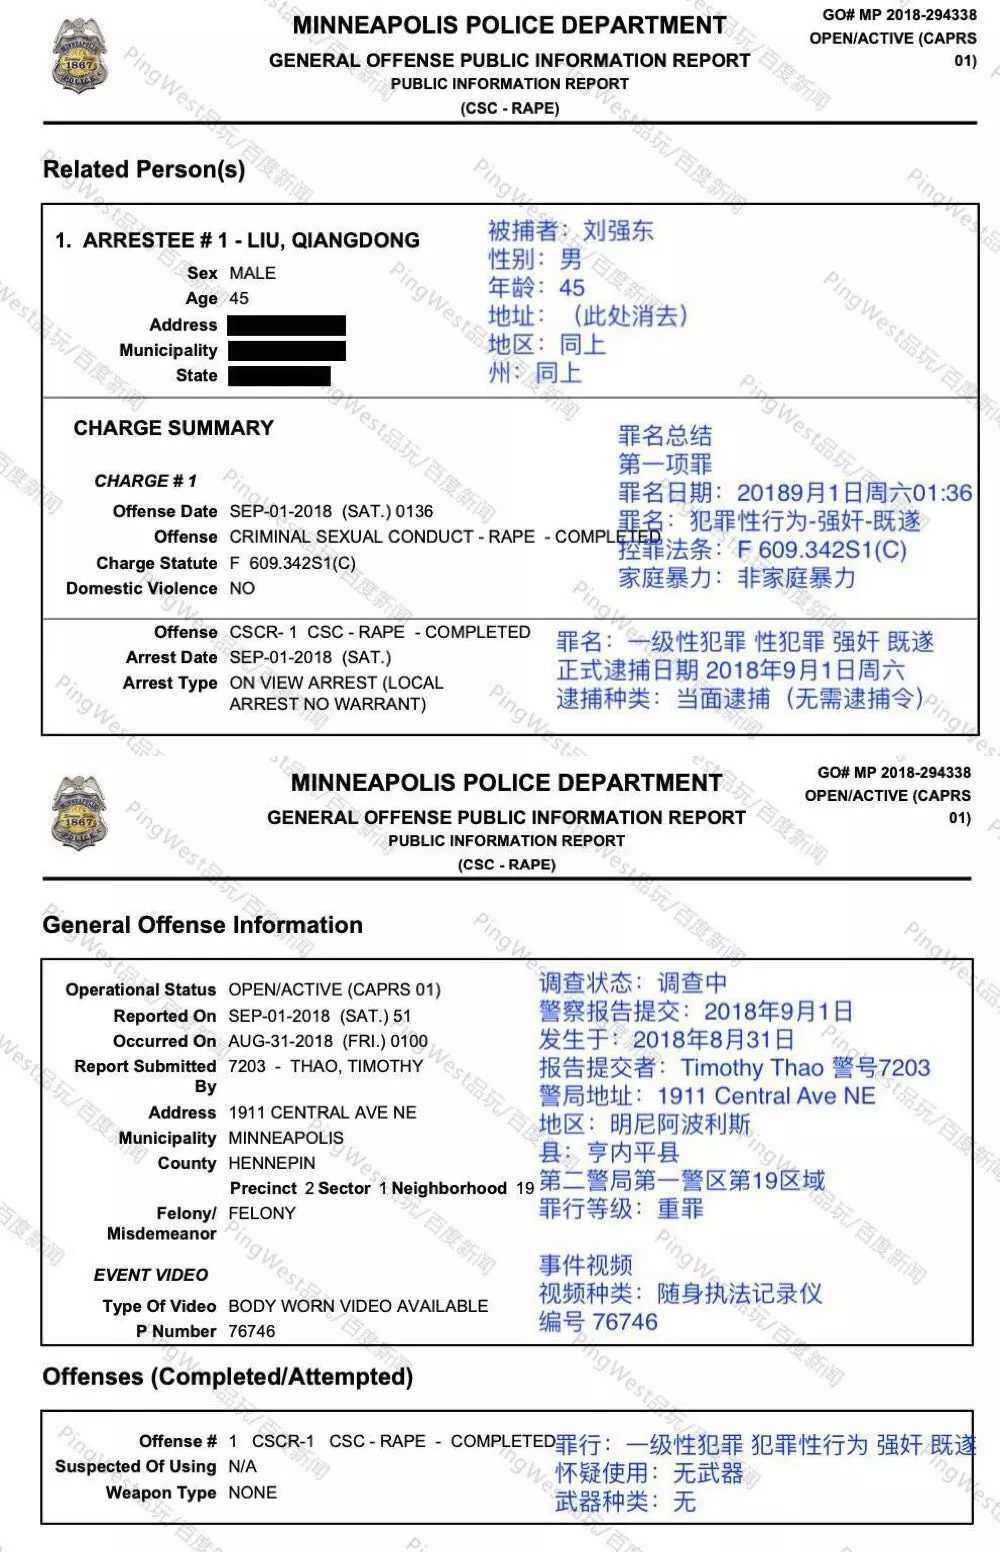 MINNEAPOLIS POLICE DEPARTMENT
GENERAL OFFENSE PUBLIC INFORMATION REPORT
PUBLIC INFORMATION REPORT
(CSC - RAPE)
GO# MP 2018-294338
OPEN/ACTIVE (CAPRS
01)
Related Person(s)
1. ARRESTEE # 1 - LIU, QIANGDONG
Sex MALE
Age 45
Address
Municipality
State
被捕者：刘强东
性别：男
年龄：45
地址：（此处消去）
地区：同上
州：同上
CHARGE SUMMARY
CHARGE # 1
Offense Date SEP-01-2018 (SAT.) 0136
Offense CRIMINAL SEXUAL CONDUCT - RAPE - COMPLETED
Charge Statute F 609.342S1(C)
Domestic Violence NO
罪名总结
第一项罪
罪名日期：20189月1日周六01:36
罪名：犯罪性行为-强奸-既遂
控罪法条：F 609.342S1(C)
家庭暴力：非家庭暴力
Offense CSCR- 1 CSC - RAPE - COMPLETED
Arrest Date SEP-01-2018 (SAT.)
Arrest Type ON VIEW ARREST (LOCAL
ARREST NO WARRANT)
罪名：一级性犯罪 性犯罪 强奸 既遂
正式逮捕日期 2018年9月1日周六
逮捕种类：当面逮捕（无需逮捕令）
MINNEAPOLIS POLICE DEPARTMENT
GENERAL OFFENSE PUBLIC INFORMATION REPORT
PUBLIC INFORMATION REPORT
(CSC - RAPE)
GO# MP 2018-294338
OPEN/ACTIVE (CAPRS
01)
General Offense Information
Operational Status OPEN/ACTIVE (CAPRS 01)
Reported On SEP-01-2018 (SAT.) 51
Occurred On AUG-31-2018 (FRI.) 0100
Report Submitted 7203 - THAO, TIMOTHY
By
Address 1911 CENTRAL AVE NE
Municipality MINNEAPOLIS
County HENNEPIN
Precinct 2 Sector 1 Neighborhood 19
Felony/ FELONY
Misdemeanor
调查状态：调查中
警察报告提交：2018年9月1日
发生于：2018年8月31日
报告提交者：Timothy Thao 警号7203
警局地址：1911 Central Ave NE
地区：明尼阿波利斯
县：亨内平县
第二警局第一警区第19区域
罪行等级：重罪
EVENT VIDEO
Type Of Video BODY WORN VIDEO AVAILABLE
P Number 76746
事件视频
视频种类：随身执法记录仪
编号 76746
Offenses (Completed/Attempted)
Offense # 1 CSCR-1 CSC - RAPE - COMPLETED
Suspected Of Using N/A
Weapon Type NONE
罪行：一级性犯罪 犯罪性行为 强奸 既遂
怀疑使用：无武器
武器种类：无
PingWest品玩/百度新闻